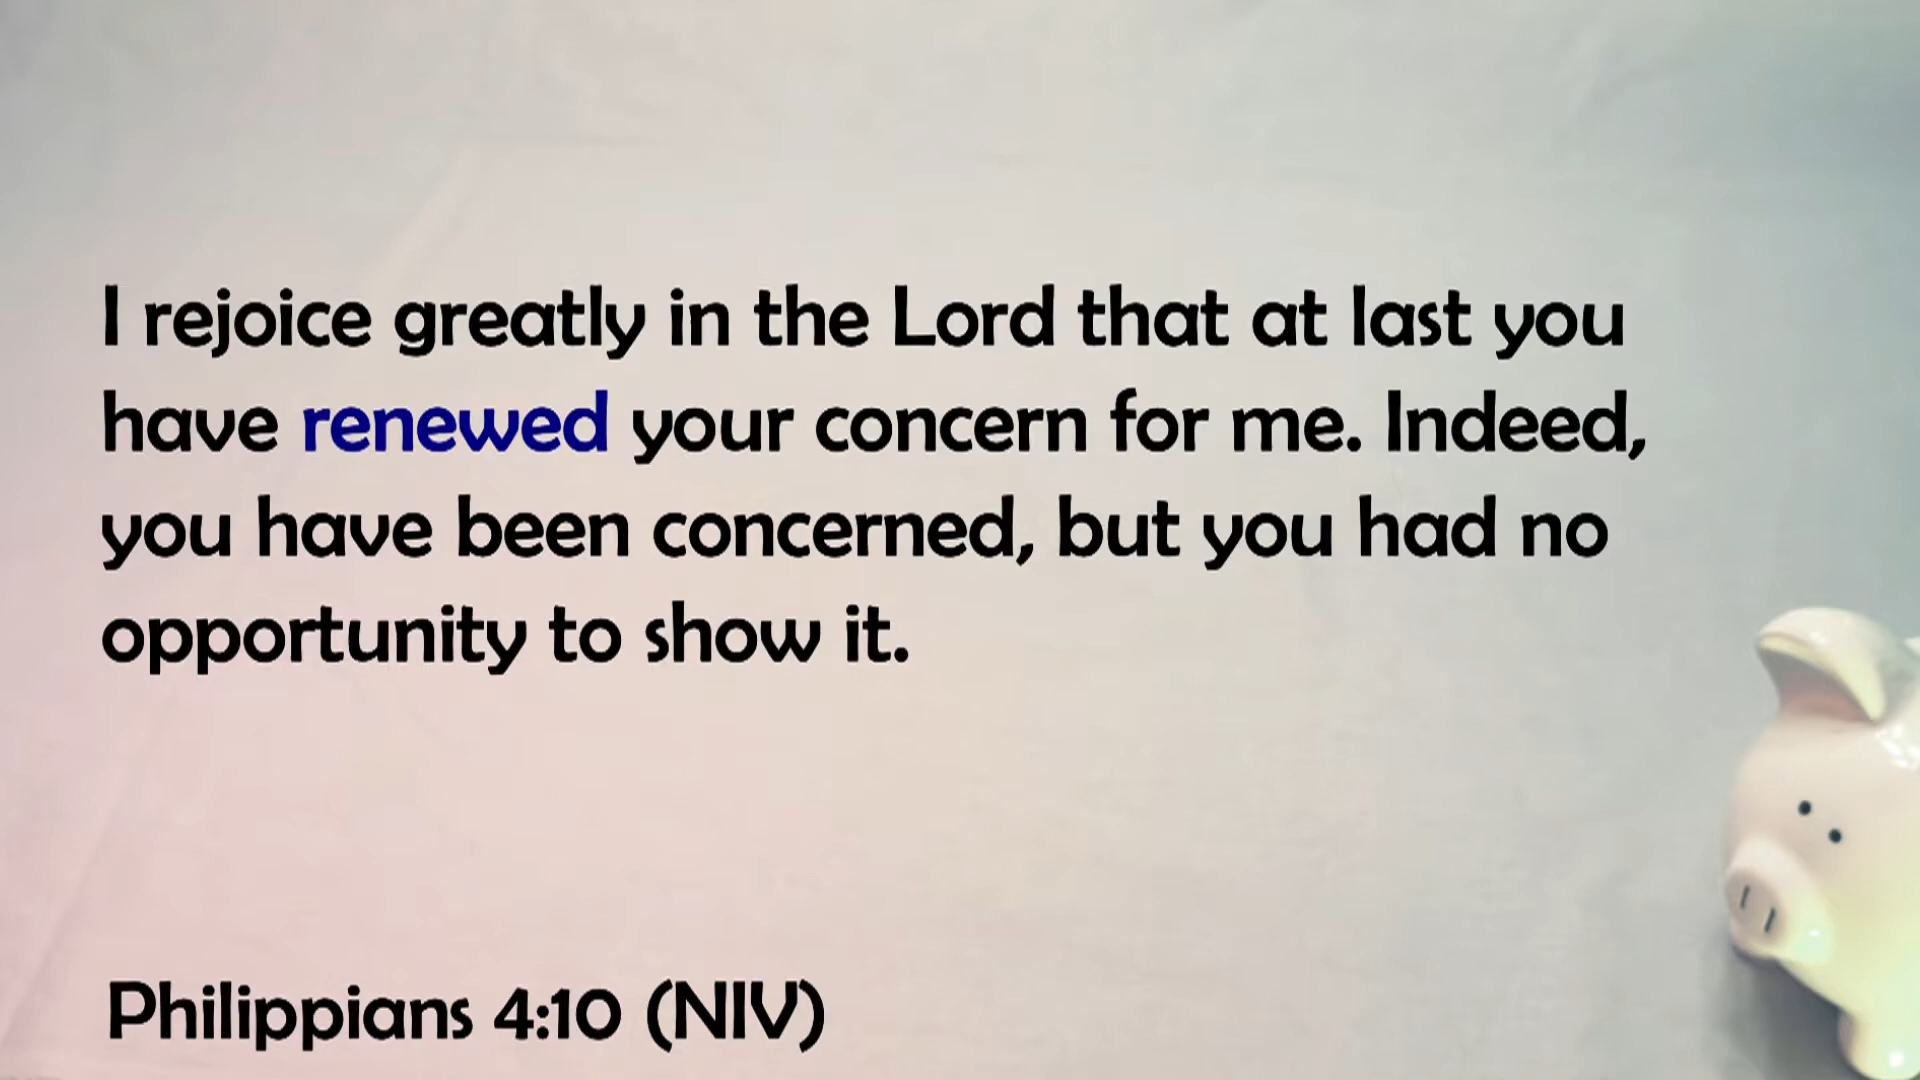 I rejoice greatly in the Lord that at last you
have renewed your concern for me. Indeed,
you have been concerned, but you had no
opportunity to show it.
Philippians 4:10 (NIV)